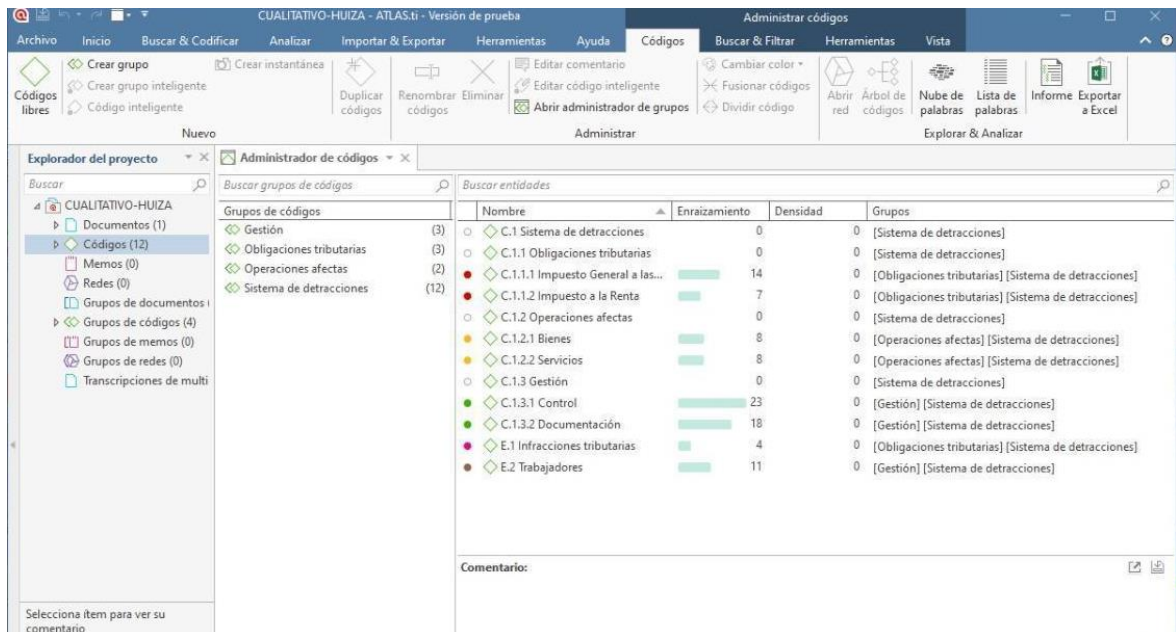 CUALITATIVO-HUIZA - ATLAS.ti - Versión de prueba
Administrar códigos
Archivo Inicio Buscar & Codificar Analizar Importar & Exportar Herramientas Ayuda Códigos Buscar & Filtrar Herramientas Vista
Códigos libres
Crear grupo
Crear grupo inteligente
Código inteligente
Crear instantánea
Nuevo
Duplicar códigos
Renombrar códigos
Eliminar
Editar comentario
Editar código inteligente
Abrir administrador de grupos
Cambiar color
Fusionar códigos
Dividir código
Administrar
Abrir red
Árbol de códigos
Nube de palabras
Lista de palabras
Informe
Exportar a Excel
Explorar & Analizar
Explorador del proyecto
Buscar
CUALITATIVO-HUIZA
Documentos (1)
Códigos (12)
Memos (0)
Redes (0)
Grupos de documentos
Grupos de códigos (4)
Grupos de memos (0)
Grupos de redes (0)
Transcripciones de multi
Selecciona ítem para ver su
comentario
Administrador de códigos
Buscar grupos de códigos
Grupos de códigos
Gestión (3)
Obligaciones tributarias (3)
Operaciones afectas (2)
Sistema de detracciones (12)
Buscar entidades
Nombre Enraizamiento Densidad Grupos
C.1 Sistema de detracciones 0 0 [Sistema de detracciones]
C.1.1 Obligaciones tributarias 0 0 [Sistema de detracciones]
C.1.1.1 Impuesto General a las... 14 0 [Obligaciones tributarias] [Sistema de detracciones]
C.1.1.2 Impuesto a la Renta 7 0 [Obligaciones tributarias] [Sistema de detracciones]
C.1.2 Operaciones afectas 0 0 [Sistema de detracciones]
C.1.2.1 Bienes 8 0 [Operaciones afectas] [Sistema de detracciones]
C.1.2.2 Servicios 8 0 [Operaciones afectas] [Sistema de detracciones]
C.1.3 Gestión 0 0 [Sistema de detracciones]
C.1.3.1 Control 23 0 [Gestión] [Sistema de detracciones]
C.1.3.2 Documentación 18 0 [Gestión] [Sistema de detracciones]
E.1 Infracciones tributarias 4 0 [Obligaciones tributarias] [Sistema de detracciones]
E.2 Trabajadores 11 0 [Gestión] [Sistema de detracciones]
Comentario: